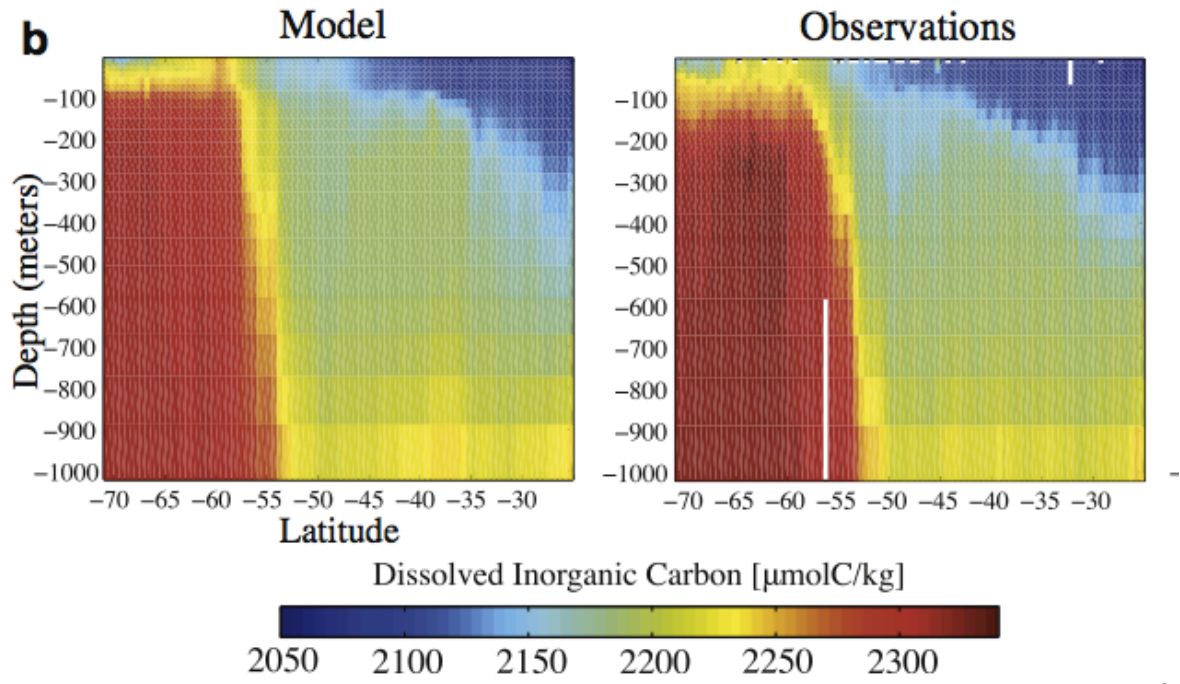 b
Model
Observations
Depth (meters)
−100
−200
−300
−400
−500
−600
−700
−800
−900
−1000
−70 −65 −60 −55 −50 −45 −40 −35 −30
Latitude
−100
−200
−300
−400
−500
−600
−700
−800
−900
−1000
−70 −65 −60 −55 −50 −45 −40 −35 −30
Dissolved Inorganic Carbon [µmolC/kg]
2050 2100 2150 2200 2250 2300